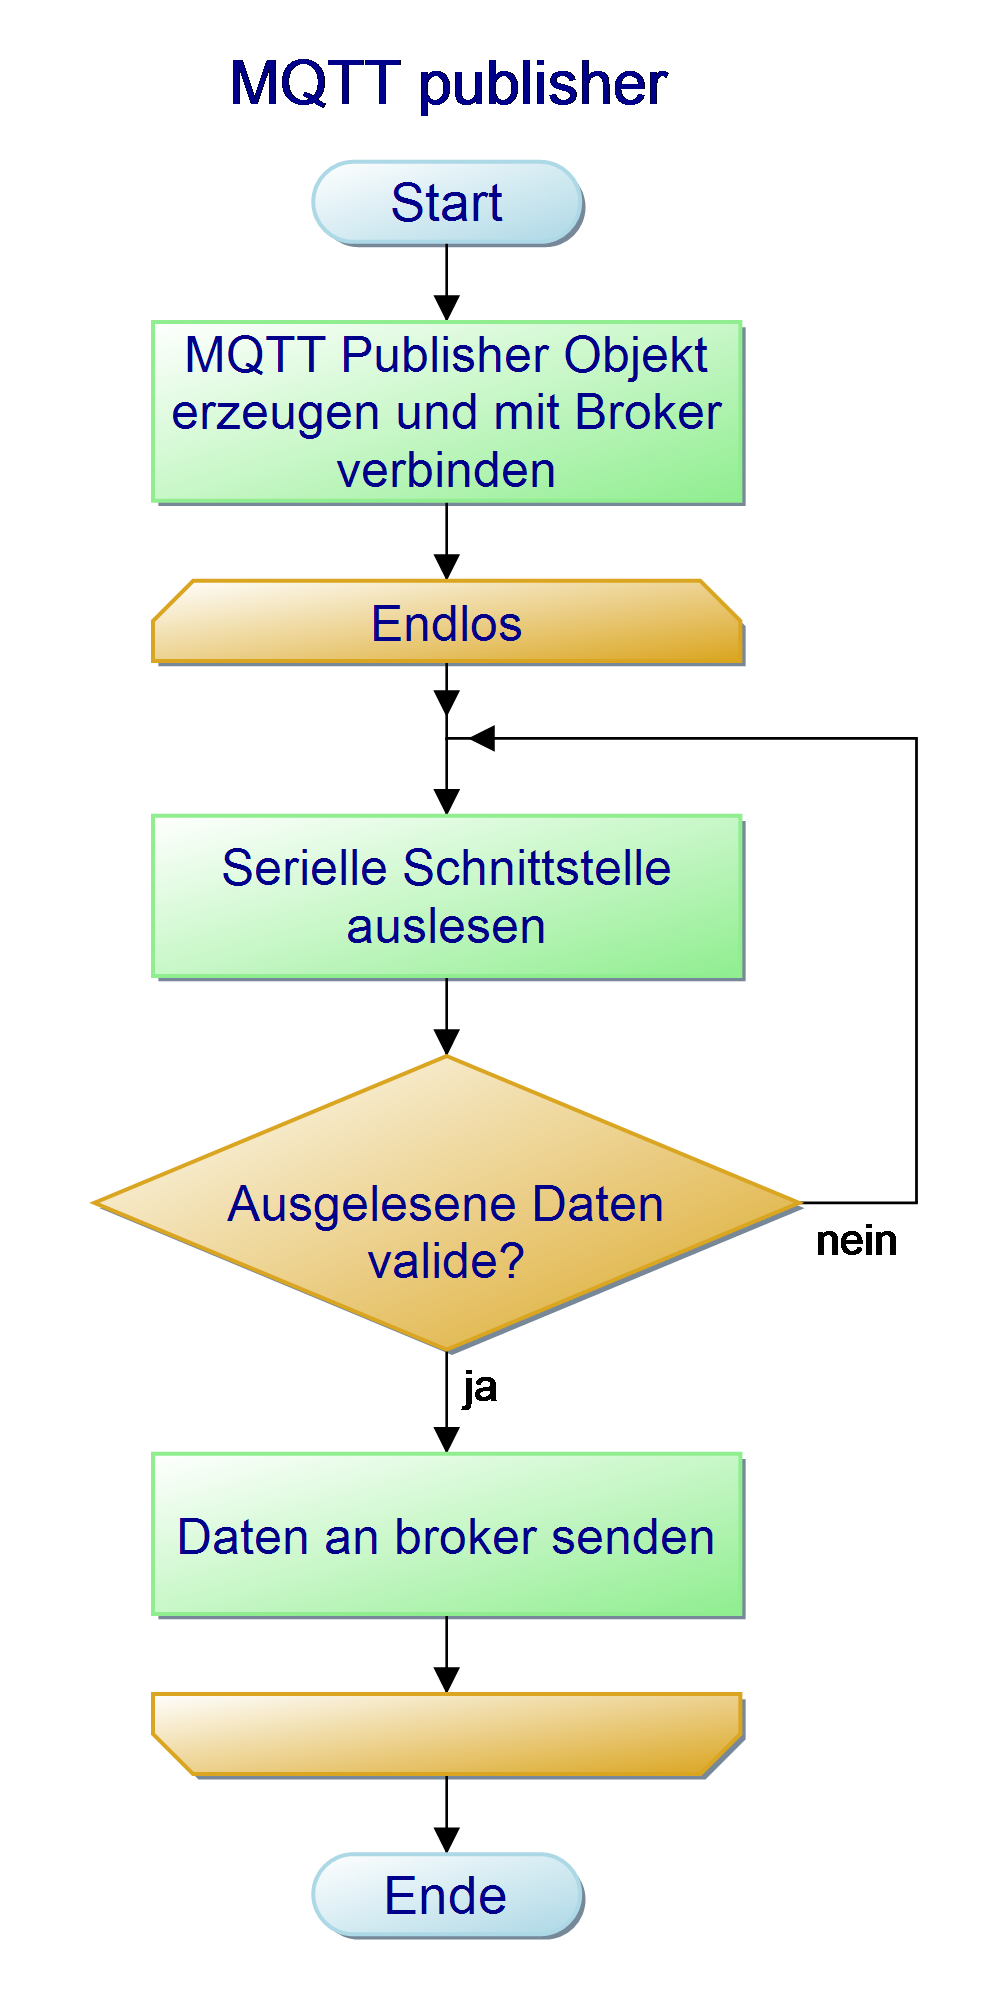 MQTT publisher
Start
MQTT Publisher Objekt
erzeugen und mit Broker
verbinden
Endlos
Serielle Schnittstelle
auslesen
Ausgelesene Daten
valide?
nein
ja
Daten an broker senden
Ende